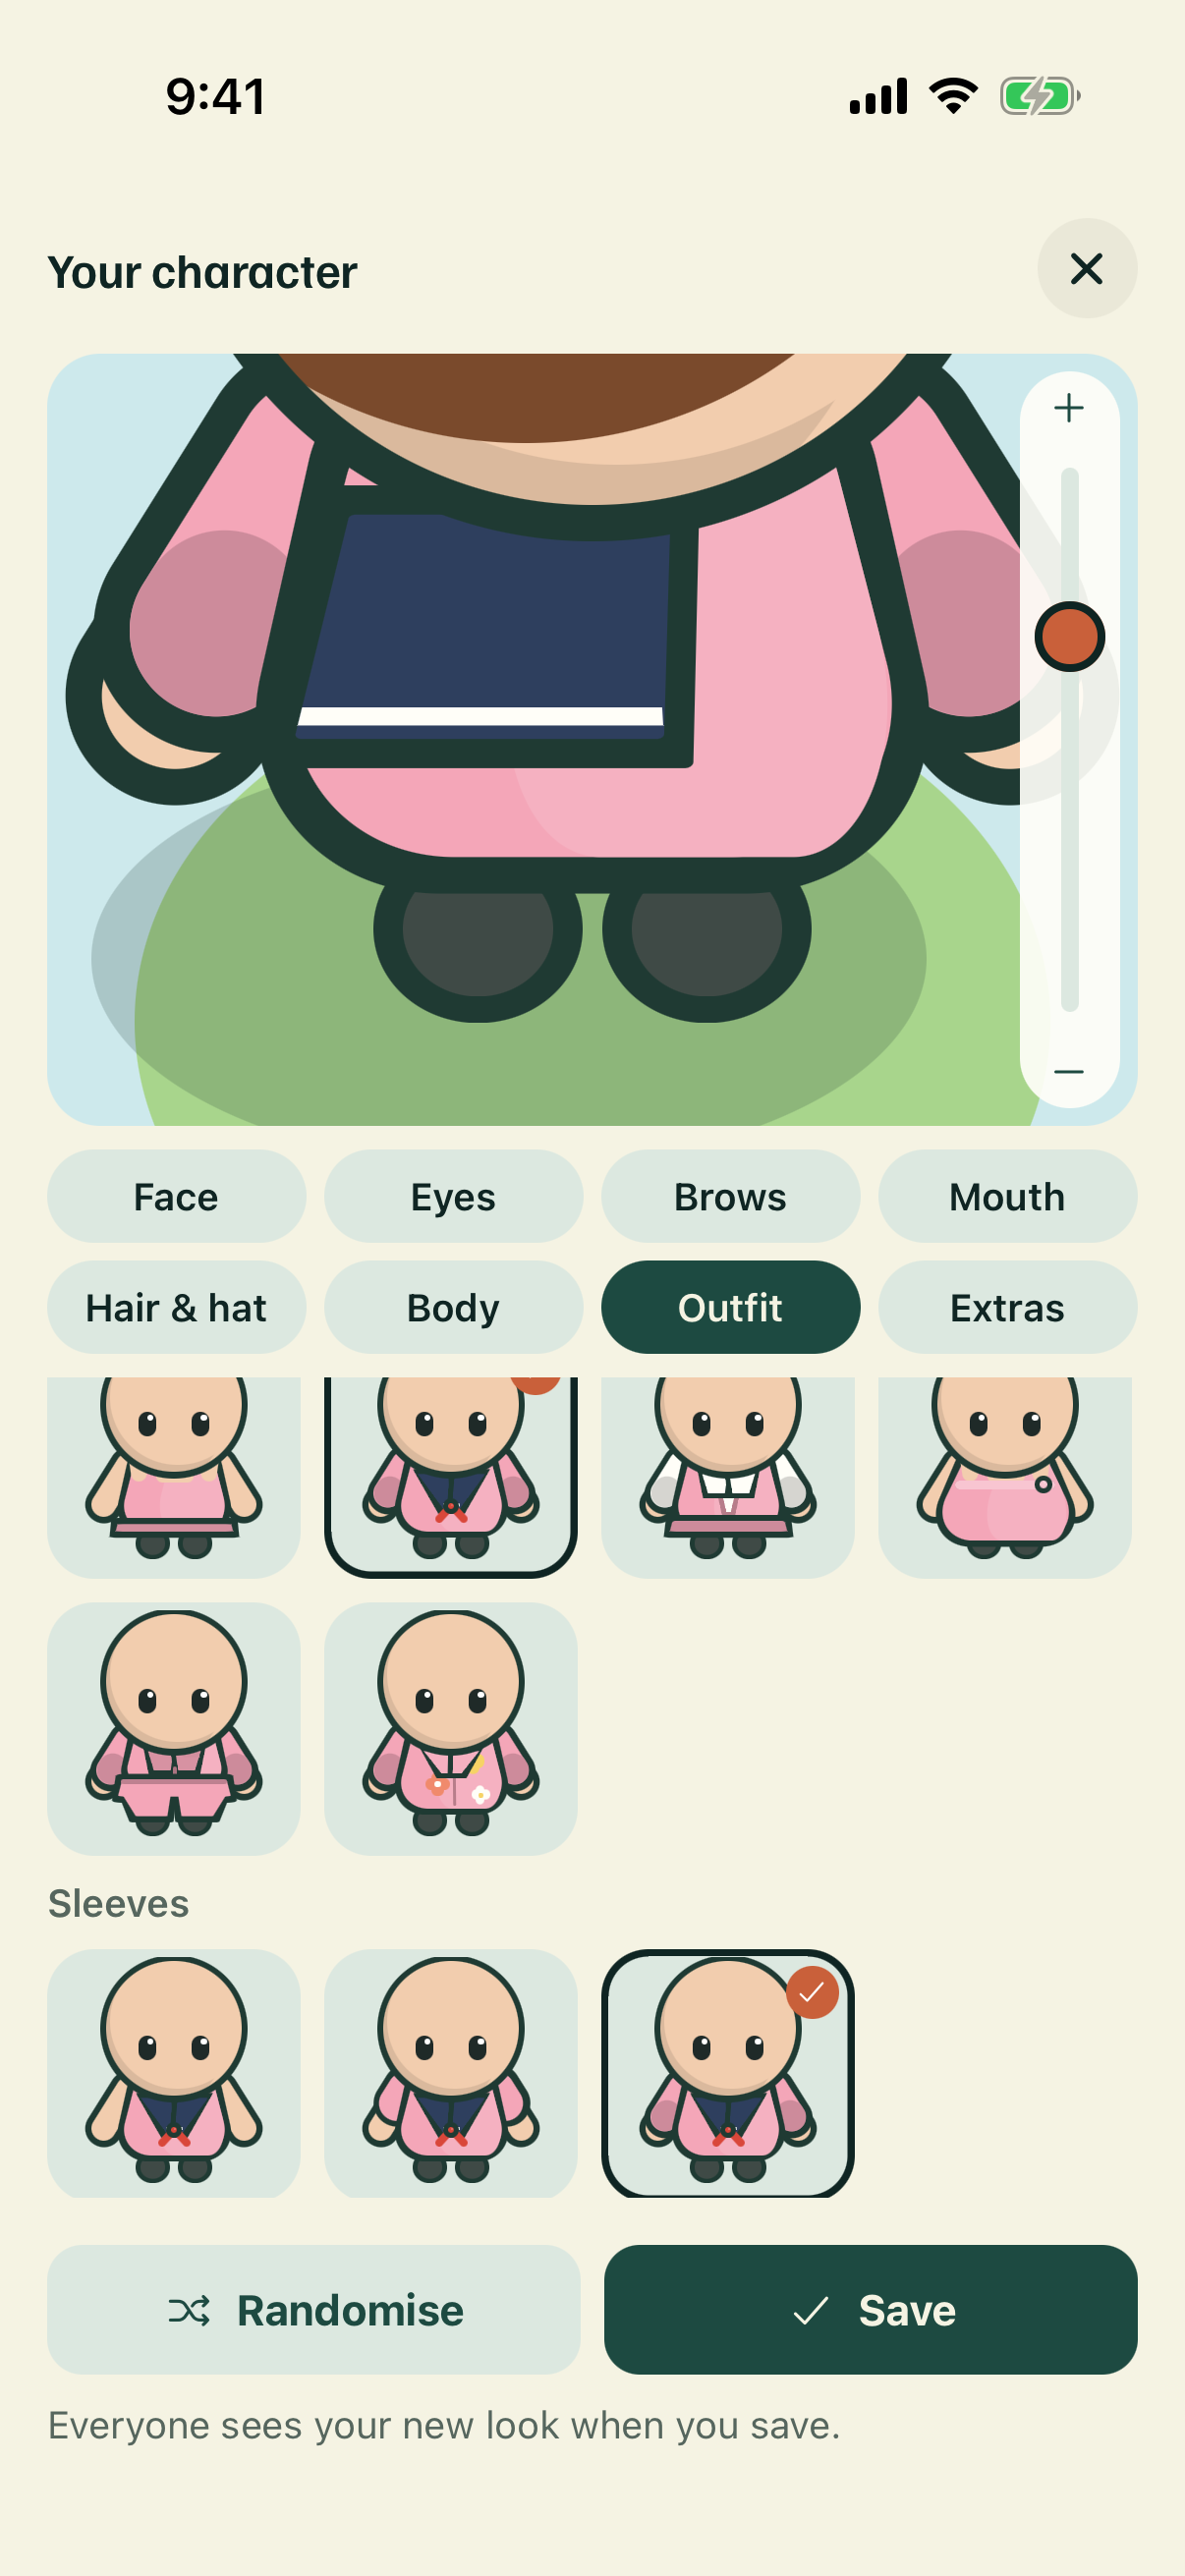 9:41
Your character
Face
Eyes
Brows
Mouth
Hair & hat
Body
Outfit
Extras
Sleeves
Randomise
Save
Everyone sees your new look when you save.